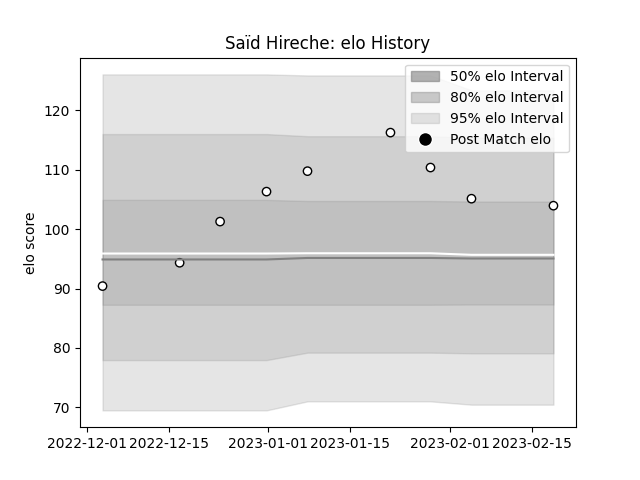 Saïd Hireche: elo History
50% elo Interval
80% elo Interval
95% elo Interval
Post Match elo
elo score
120
110
100
90
80
70
2022-12-01 2022-12-15 2023-01-01 2023-01-15 2023-02-01 2023-02-15